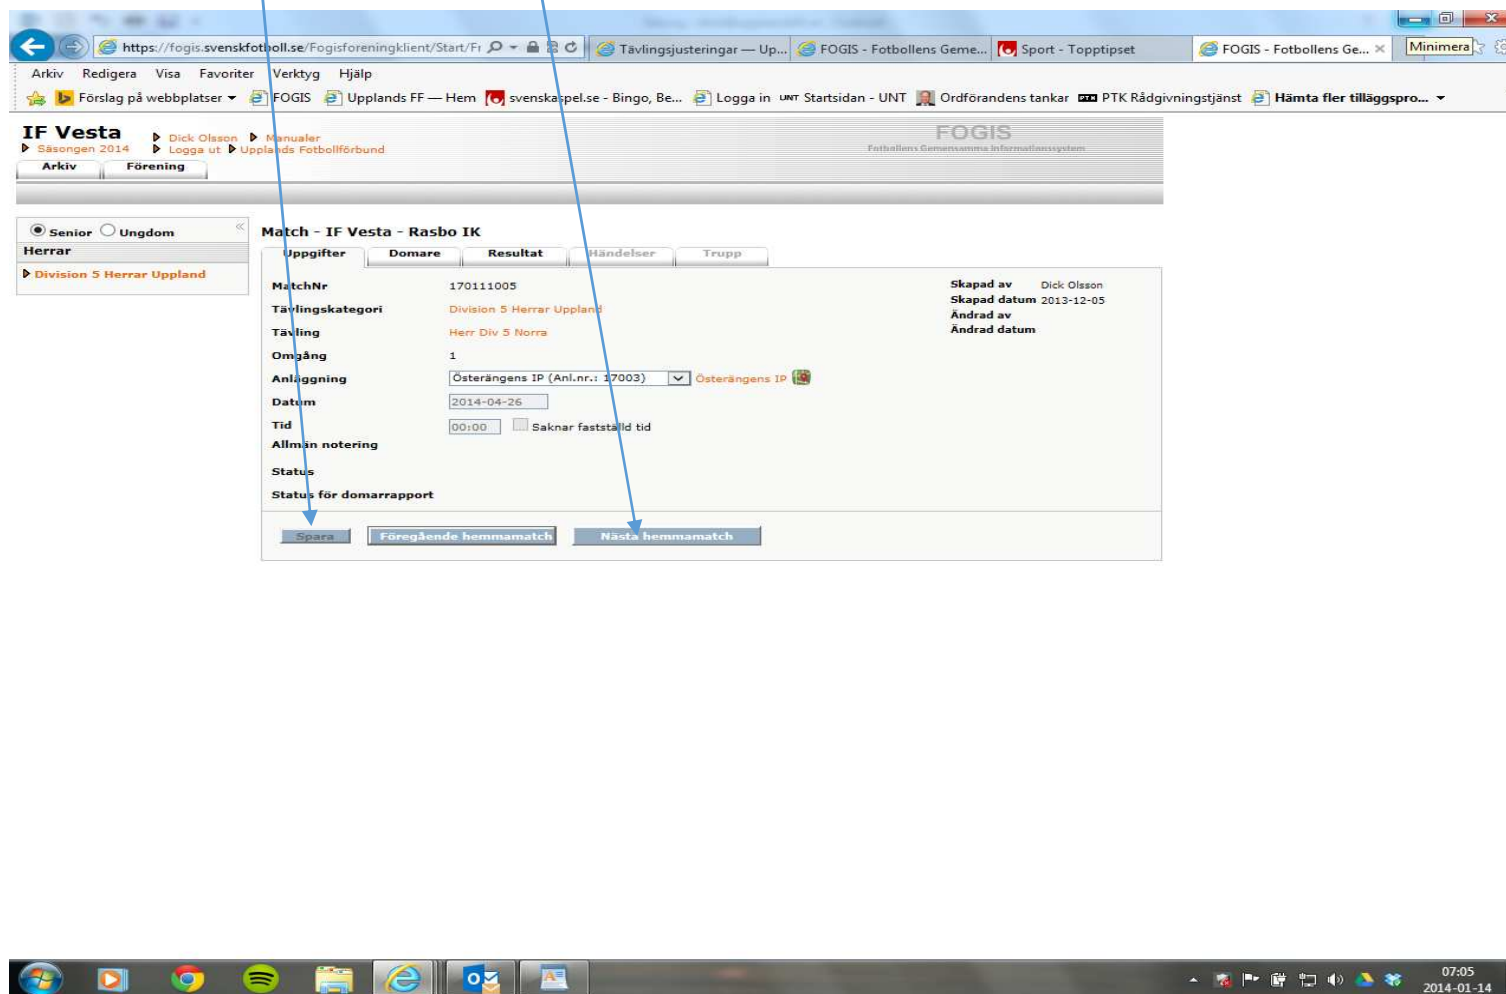 https://fogis.svenskfotboll.se/Fogisforeningklient/Start/Fr
Tävlingsjusteringar — Up...
FOGIS - Fotbollens Geme...
Sport - Topptipset
FOGIS - Fotbollens Ge...
Minimera
Arkiv Redigera Visa Favoriter Verktyg Hjälp
Förslag på webbplatser FOGIS Upplands FF — Hem svenskaspel.se - Bingo, Be... Logga in UNT Startsidan - UNT Ordförandens tankar PTK PTK Rådgivningstjänst Hämta fler tilläggspro...
IF Vesta
Dick Olsson Manualer
Säsongen 2014 Logga ut Upplands Fotbollförbund
FOGIS
Fotbollens Gemensamma Informationssystem
Arkiv Förening
Senior Ungdom
Herrar
Division 5 Herrar Uppland
Match - IF Vesta - Rasbo IK
Uppgifter Domare Resultat Händelser Trupp
MatchNr 170111005
Tävlingskategori Division 5 Herrar Uppland
Tävling Herr Div 5 Norra
Omgång 1
Anläggning Österängens IP (Anl.nr.: 17003) Österängens IP
Datum 2014-04-26
Tid 00:00 Saknar fastställd tid
Allmän notering
Status
Status för domarrapport
Skapad av Dick Olsson
Skapad datum 2013-12-05
Ändrad av
Ändrad datum
Spara Föregående hemmamatch Nästa hemmamatch
07:05
2014-01-14